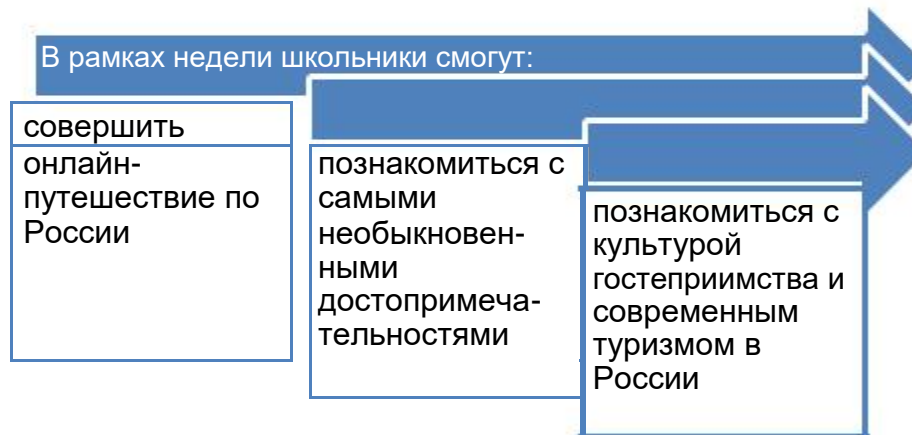 В рамках недели школьники смогут:
совершить
онлайн-
путешествие по
России
познакомиться с
самыми
необыкновен-
ными
достопримеча-
тельностями
познакомиться с
культурой
гостеприимства и
современным
туризмом в
России